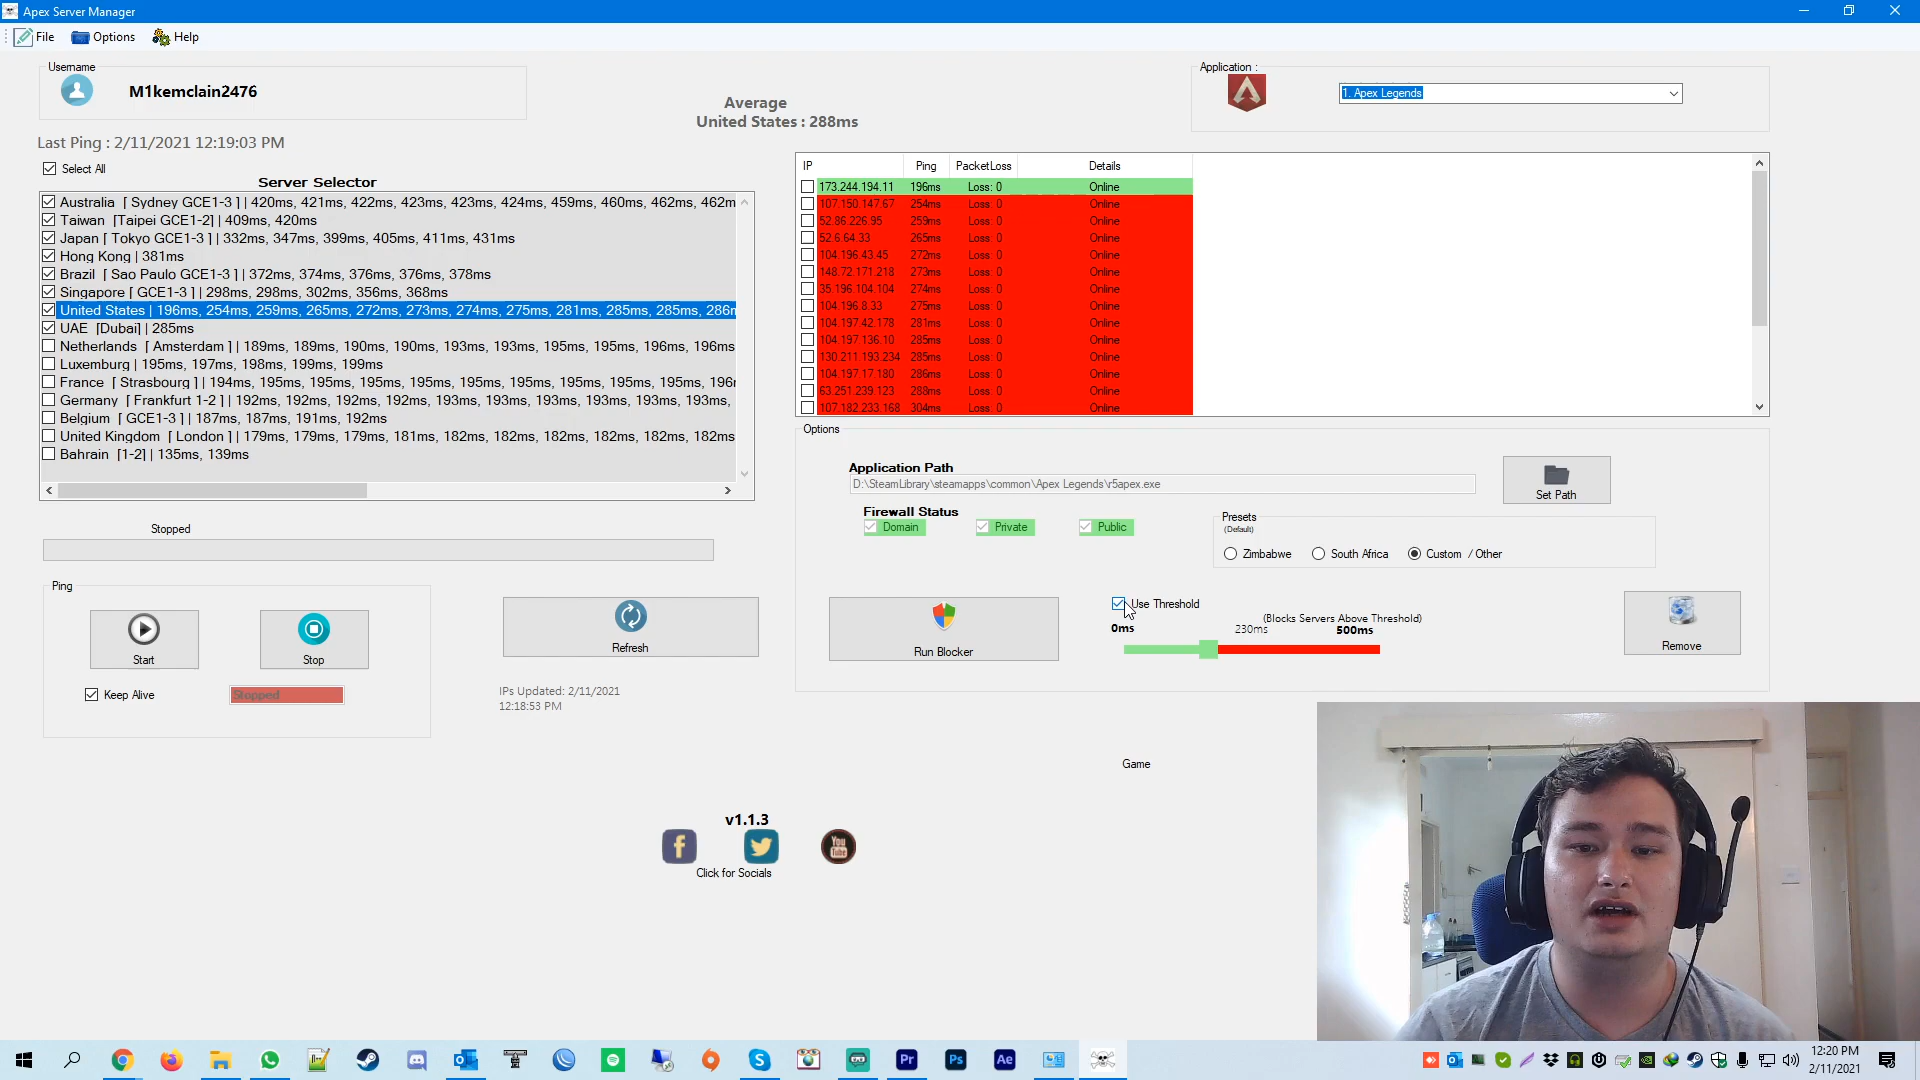 Apex Server Manager
File Options Help
Username
M1kemclain2476
Average
United States : 288ms
Application :
1. Apex Legends
Last Ping : 2/11/2021 12:19:03 PM
Select All
Server Selector
Australia [ Sydney GCE1-3 ] | 420ms, 421ms, 422ms, 423ms, 423ms, 424ms, 459ms, 460ms, 462ms, 462m
Taiwan [Taipei GCE1-2] | 409ms, 420ms
Japan [ Tokyo GCE1-3 ] | 332ms, 347ms, 399ms, 405ms, 411ms, 431ms
Hong Kong | 381ms
Brazil [ Sao Paulo GCE1-3 ] | 372ms, 374ms, 376ms, 376ms, 378ms
Singapore [ GCE1-3 ] | 298ms, 298ms, 302ms, 356ms, 368ms
United States | 196ms, 254ms, 259ms, 265ms, 272ms, 273ms, 274ms, 275ms, 281ms, 285ms, 285ms, 286m
UAE [Dubai] | 285ms
Netherlands [ Amsterdam ] | 189ms, 189ms, 190ms, 190ms, 193ms, 193ms, 195ms, 195ms, 196ms, 196ms
Luxemburg | 195ms, 197ms, 198ms, 199ms, 199ms
France [ Strasbourg ] | 194ms, 195ms, 195ms, 195ms, 195ms, 195ms, 195ms, 195ms, 195ms, 196m
Germany [ Frankfurt 1-2 ] | 192ms, 192ms, 192ms, 192ms, 193ms, 193ms, 193ms, 193ms, 193ms,
Belgium [ GCE1-3 ] | 187ms, 187ms, 191ms, 192ms
United Kingdom [ London ] | 179ms, 179ms, 179ms, 181ms, 182ms, 182ms, 182ms, 182ms, 182ms, 182ms
Bahrain [1-2] | 135ms, 139ms
IP Ping PacketLoss Details
173.244.194.11 196ms Loss: 0 Online
107.150.147.67 254ms Loss: 0 Online
52.86.226.95 259ms Loss: 0 Online
52.6.64.33 265ms Loss: 0 Online
104.196.43.45 272ms Loss: 0 Online
148.72.171.218 273ms Loss: 0 Online
35.196.104.104 274ms Loss: 0 Online
104.196.8.33 275ms Loss: 0 Online
104.197.42.178 281ms Loss: 0 Online
104.197.136.10 285ms Loss: 0 Online
130.211.193.234 285ms Loss: 0 Online
104.197.17.180 286ms Loss: 0 Online
63.251.239.123 288ms Loss: 0 Online
107.182.233.168 304ms Loss: 0 Online
Options
Application Path
D:\SteamLibrary\steamapps\common\Apex Legends\r5apex.exe
Set Path
Firewall Status
Domain Private Public
Presets
(Default)
Zimbabwe South Africa Custom / Other
Stopped
Ping
Start Stop
Keep Alive Stopped
Refresh
IPs Updated: 2/11/2021
12:18:53 PM
Run Blocker
Use Threshold
(Blocks Servers Above Threshold)
0ms 230ms 500ms
Remove
Game
v1.1.3
Click for Socials
12:20 PM
2/11/2021